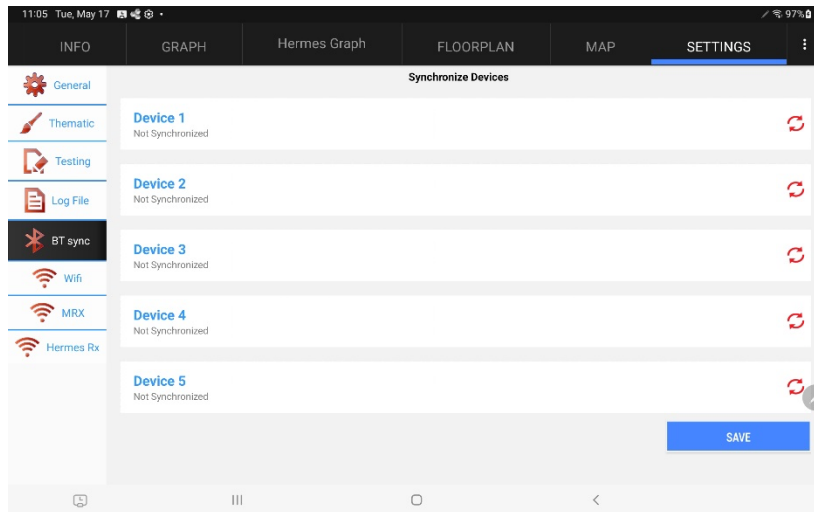 11:05 Tue, May 17
97%
INFO GRAPH Hermes Graph FLOORPLAN MAP SETTINGS
General
Thematic
Testing
Log File
BT sync
Wifi
MRX
Hermes Rx
Synchronize Devices
Device 1
Not Synchronized
Device 2
Not Synchronized
Device 3
Not Synchronized
Device 4
Not Synchronized
Device 5
Not Synchronized
SAVE